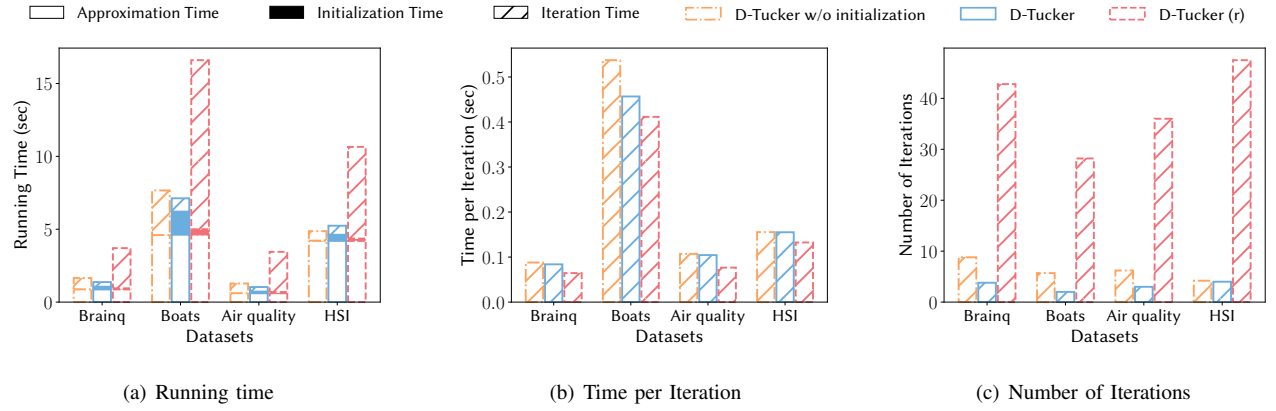 Approximation Time Initialization Time Iteration Time D-Tucker w/o initialization D-Tucker D-Tucker (r)
Running Time (sec)
15
10
5
0
Brainq Boats Air quality HSI
Datasets
(a) Running time
Time per Iteration (sec)
0.5
0.4
0.3
0.2
0.1
0.0
Brainq Boats Air quality HSI
Datasets
(b) Time per Iteration
Number of Iterations
40
30
20
10
0
Brainq Boats Air quality HSI
Datasets
(c) Number of Iterations